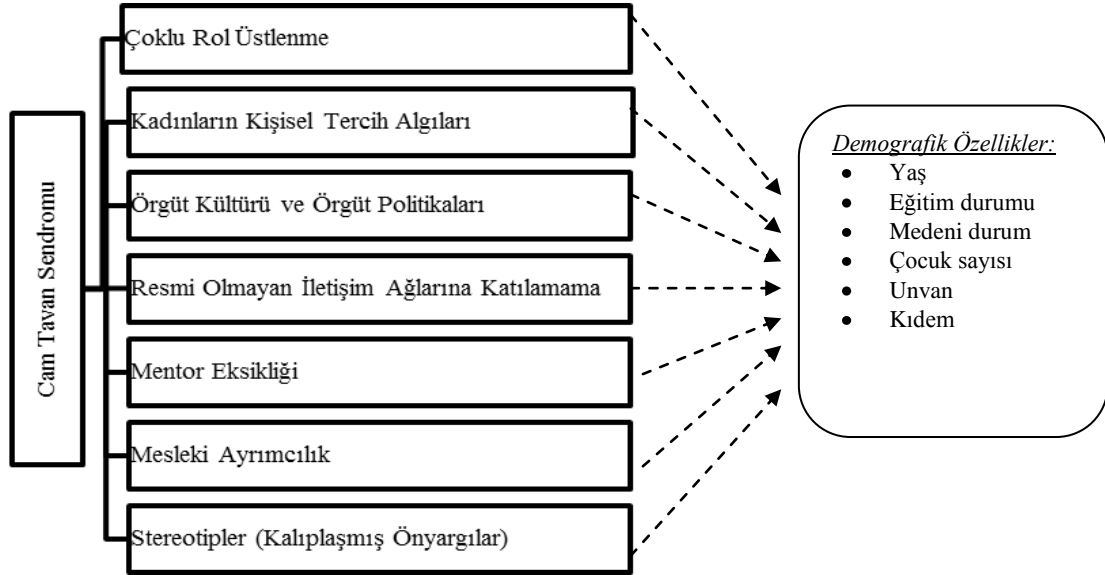 Cam Tavan Sendromu
Çoklu Rol Üstlenme
Kadınların Kişisel Tercih Algıları
Örgüt Kültürü ve Örgüt Politikaları
Resmi Olmayan İletişim Ağlarına Katılamama
Mentor Eksikliği
Mesleki Ayrımcılık
Stereotipler (Kalıplaşmış Önyargılar)
Demografik Özellikler:
• Yaş
• Eğitim durumu
• Medeni durum
• Çocuk sayısı
• Unvan
• Kıdem